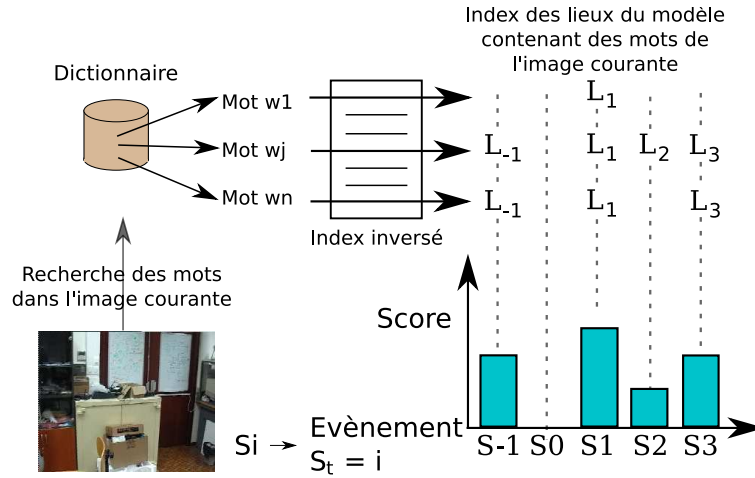 Index des lieux du modèle
contenant des mots de
l'image courante
Dictionnaire
Mot w1
L1
Mot wj
L-1 L1 L2 L3
Mot wn
L-1 L1 L3
Index inversé
Recherche des mots
dans l'image courante
Score
Si
Evènement
St = i
S-1 S0 S1 S2 S3